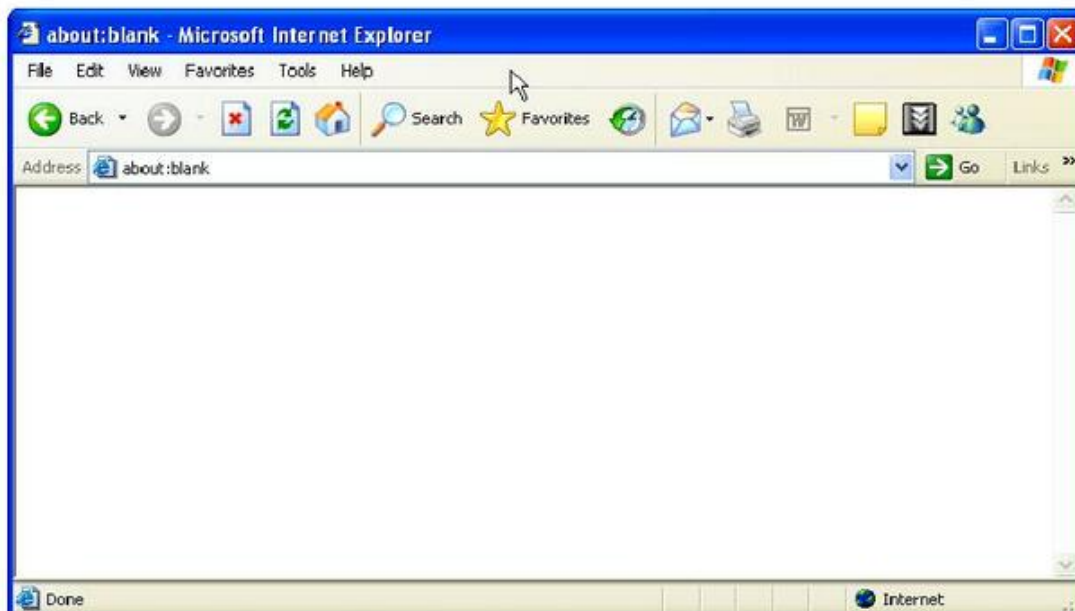 about:blank - Microsoft Internet Explorer
File Edit View Favorites Tools Help
Back Search Favorites W
Address about:blank Go Links »
Done Internet